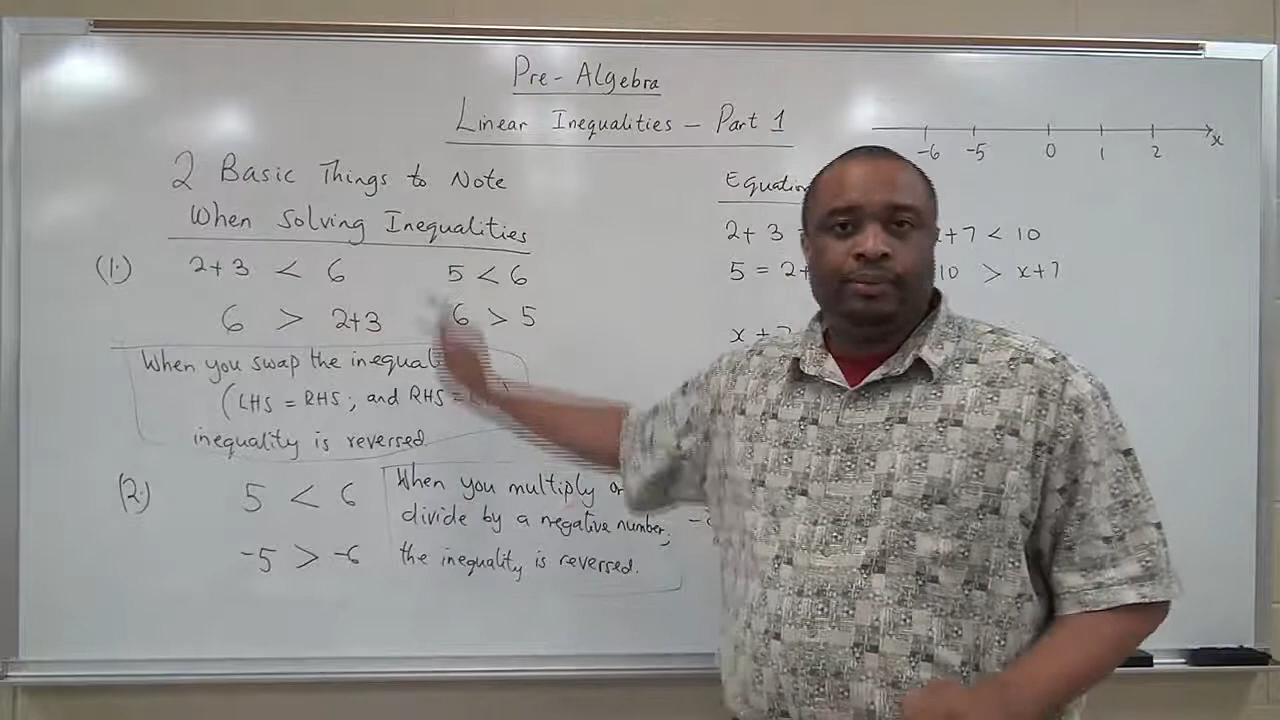 Pre-Algebra
Linear Inequalities - Part 1
-6 -5 0 1 2 x
2 Basic Things to Note
When Solving Inequalities
(1.) 2+3 < 6 5 < 6
6 > 2+3 6 > 5
When you swap the
(LHS = RHS; and RHS =
inequality is reversed
(2.) 5 < 6
-5 > -6
When you multiply or
divide by a negative number;
the inequality is reversed.
2+3
+7 < 10
5 = 2+
10 > x+7
x+7